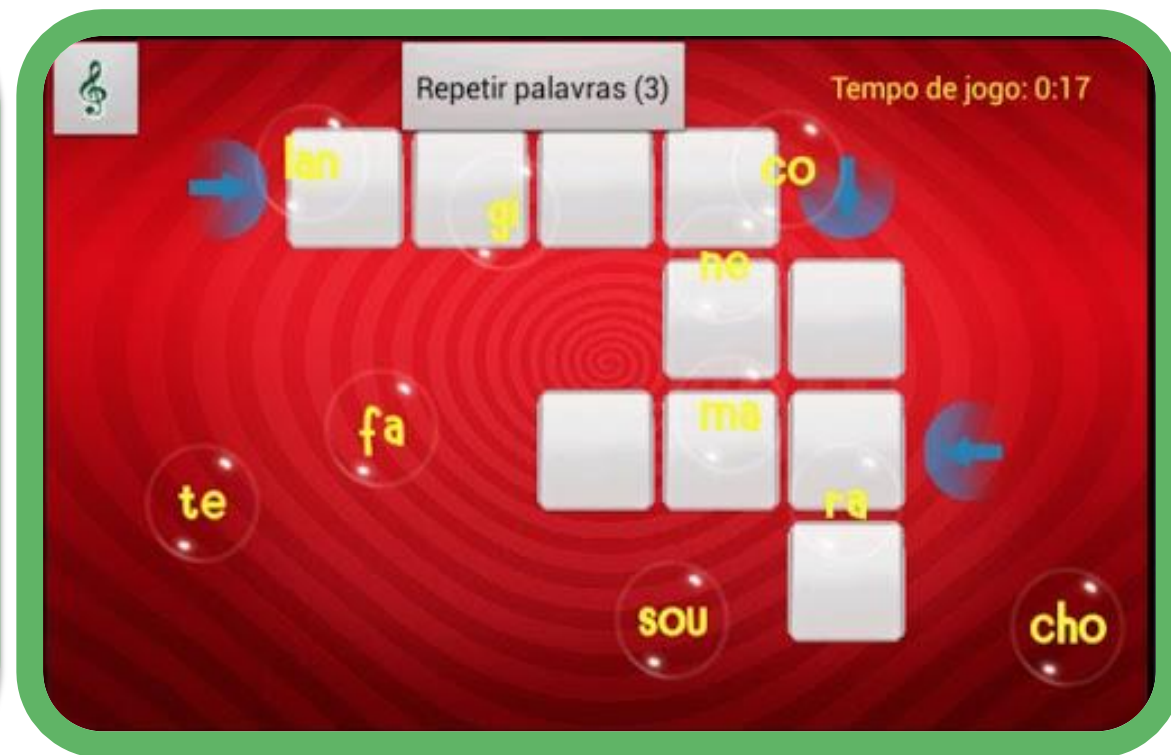 Repetir palavras (3)
Tempo de jogo: 0:17
lan
co
gi
ne
fa
ma
te
ra
sou
cho